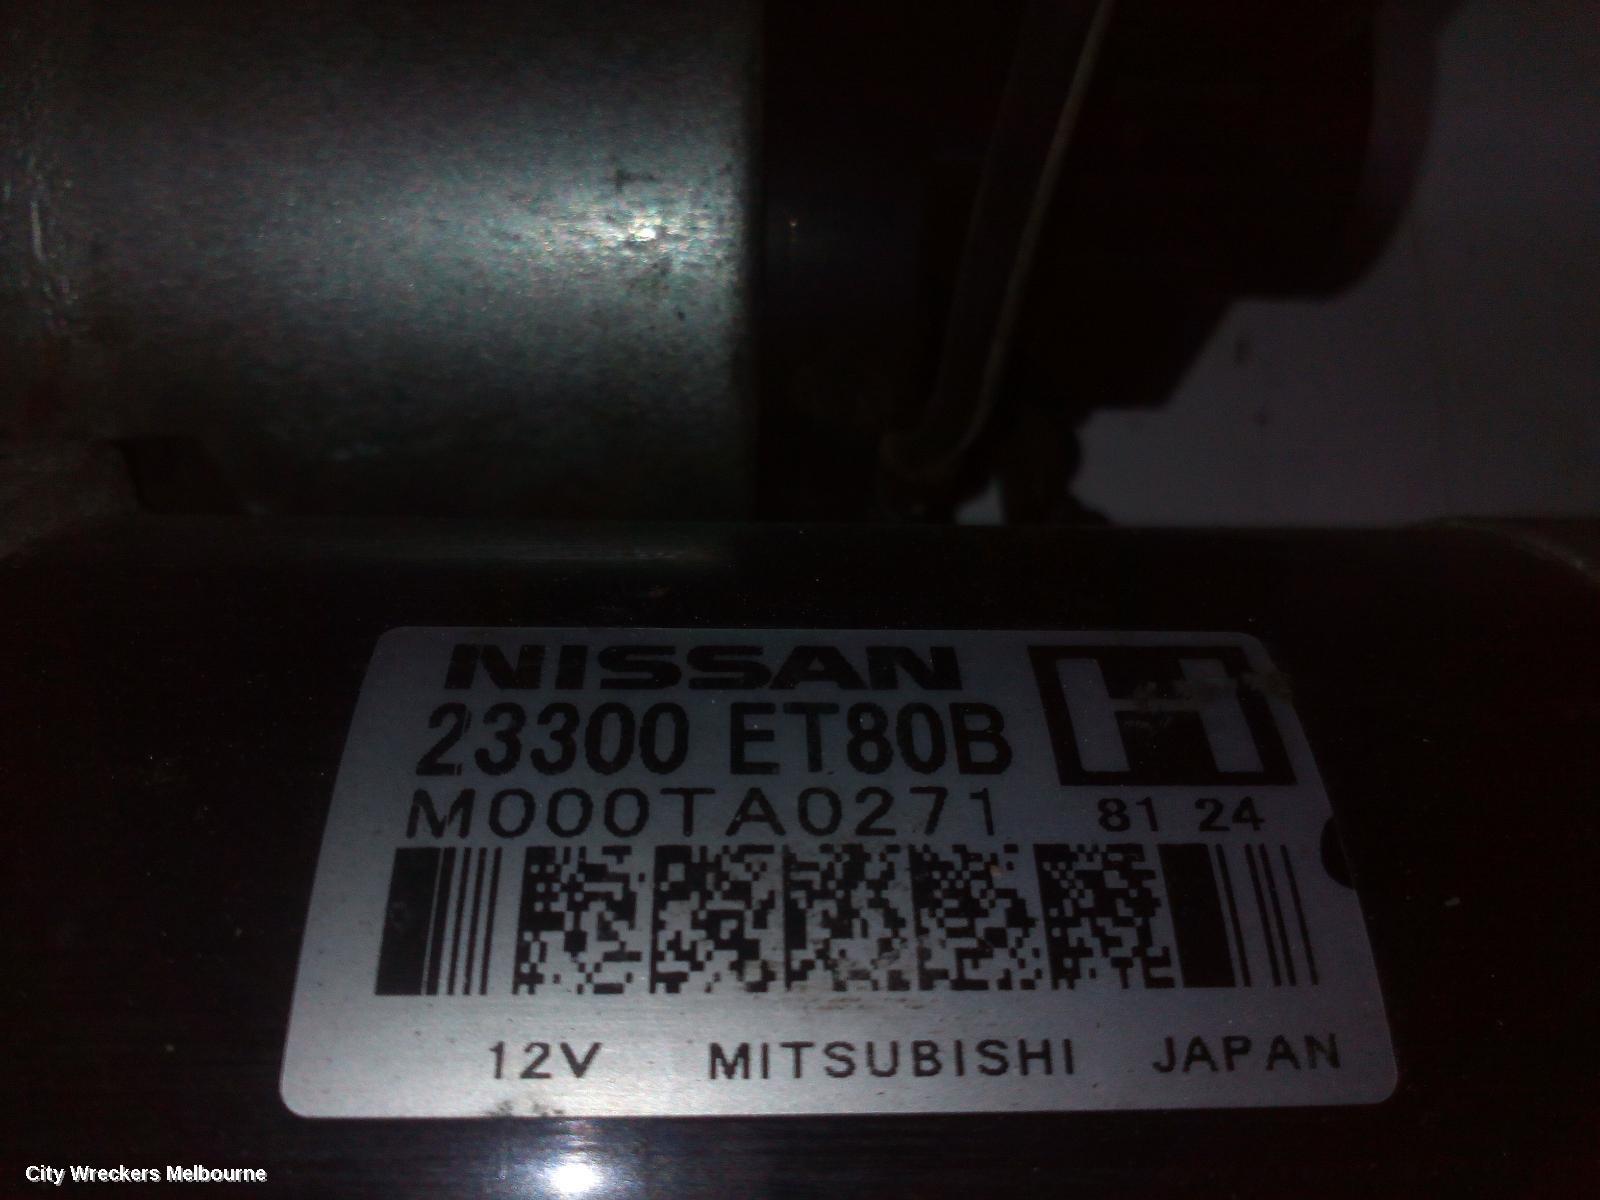 NISSAN
H
23300 ET80B
M000TA0271
81 24
12V MITSUBISHI JAPAN
City Wreckers Melbourne